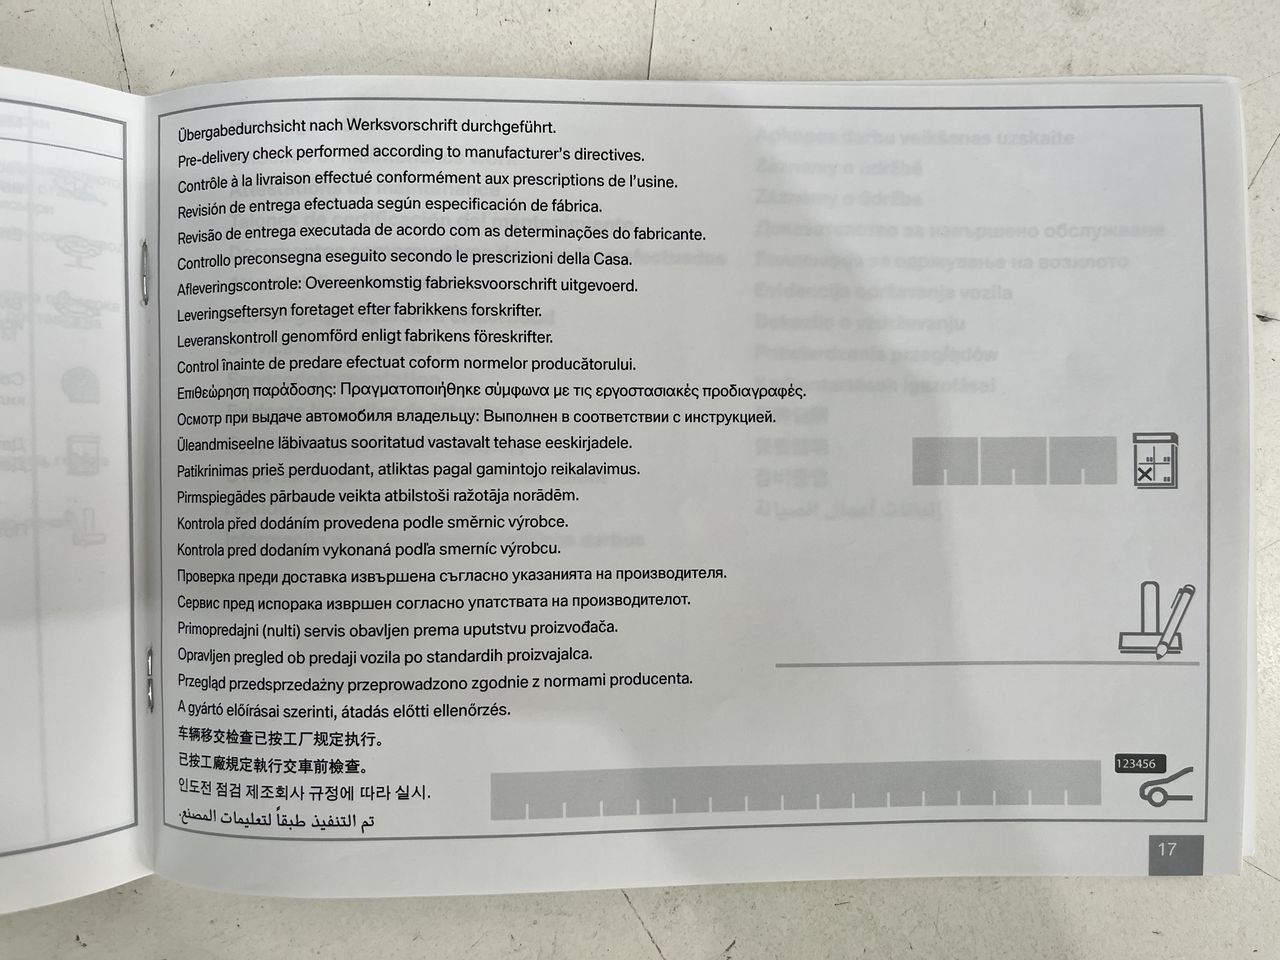 Übergabedurchsicht nach Werksvorschrift durchgeführt.
Pre-delivery check performed according to manufacturer's directives.
Contrôle à la livraison effectué conformément aux prescriptions de l'usine.
Revisión de entrega efectuada según especificación de fábrica.
Revisão de entrega executada de acordo com as determinações do fabricante.
Controllo preconsegna eseguito secondo le prescrizioni della Casa.
Afleveringscontrole: Overeenkomstig fabrieksvoorschrift uitgevoerd.
Leveringseftersyn foretaget efter fabrikkens forskrifter.
Leveranskontroll genomförd enligt fabrikens föreskrifter.
Control înainte de predare efectuat coform normelor producătorului.
Επιθεώρηση παράδοσης: Πραγματοποιήθηκε σύμφωνα με τις εργοστασιακές προδιαγραφές.
Осмотр при выдаче автомобиля владельцу: Выполнен в соответствии с инструкцией.
Üleandmiseelne läbivaatus sooritatud vastavalt tehase eeskirjadele.
Patikrinimas prieš perduodant, atliktas pagal gamintojo reikalavimus.
Pirmspiegādes pārbaude veikta atbilstoši ražotāja norādēm.
Kontrola před dodáním provedena podle směrnic výrobce.
Kontrola pred dodaním vykonaná podľa smerníc výrobcu.
Проверка преди доставка извършена съгласно указанията на производителя.
Сервис пред испорака извршен согласно упатствата на производителот.
Primopredajni (nulti) servis obavljen prema uputstvu proizvođača.
Opravljen pregled ob predaji vozila po standardih proizvajalca.
Przegląd przedsprzedażny przeprowadzono zgodnie z normami producenta.
A gyártó előírásai szerinti, átadás előtti ellenőrzés.
车辆移交检查已按工厂规定执行。
已按工廠規定執行交車前檢查。
인도전 점검 제조회사 규정에 따라 실시.
تم التنفيذ طبقاً لتعليمات المصنع.
123456
17